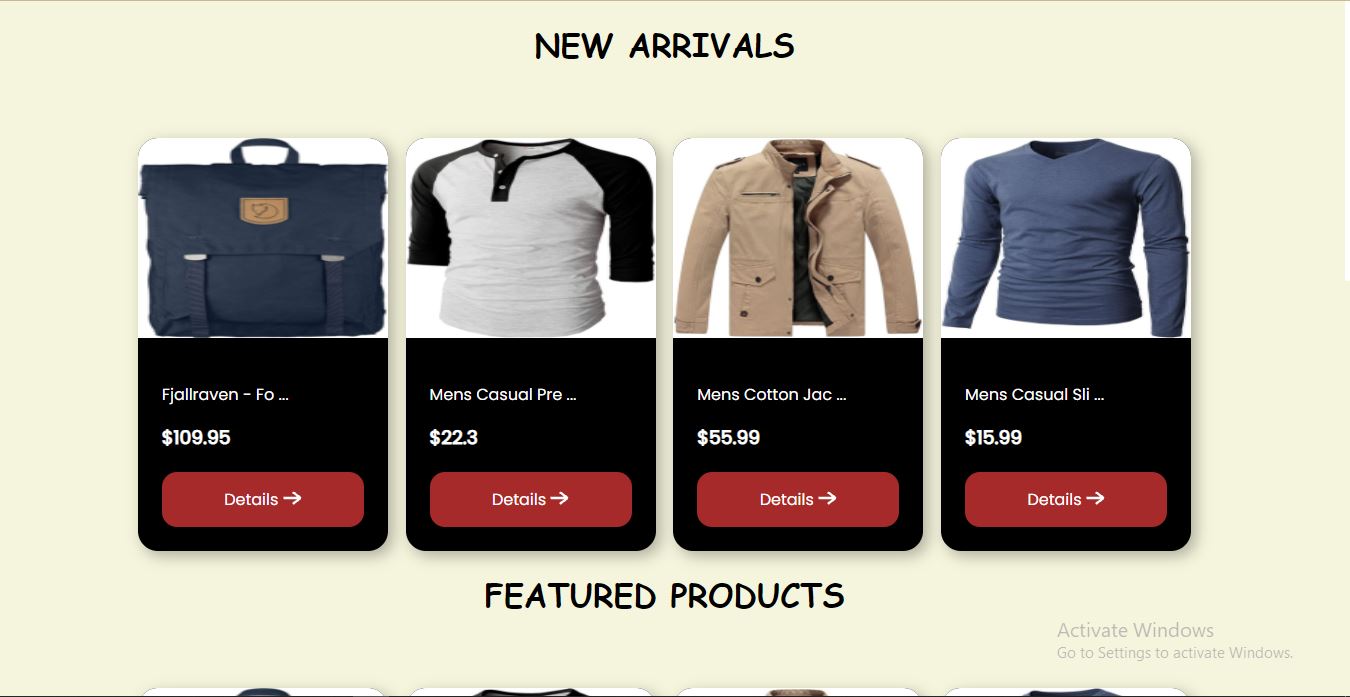 NEW ARRIVALS
Fjallraven - Fo ...
Mens Casual Pre ...
Mens Cotton Jac ...
Mens Casual Sli ...
$109.95
$22.3
$55.99
$15.99
Details →
Details →
Details →
Details →
FEATURED PRODUCTS
Activate Windows
Go to Settings to activate Windows.